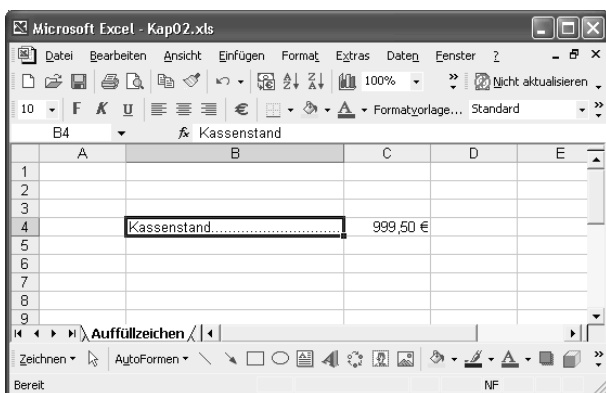 Microsoft Excel - Kap02.xls
Datei Bearbeiten Ansicht Einfügen Format Extras Daten Fenster ?
100% Nicht aktualisieren
10 F K U € A Formatvorlage... Standard
B4 fx Kassenstand
A B C D E
1
2
3
4 Kassenstand.............................. 999,50 €
5
6
7
8
9
Auffüllzeichen
Zeichnen AutoFormen A
Bereit NF